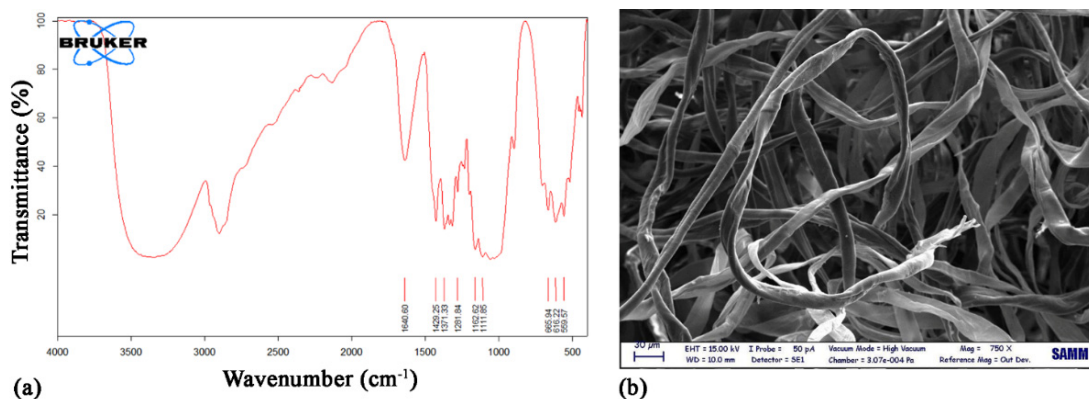 BRUKER
Transmittance (%)
100
80
60
40
20
1640.60
1429.25
1371.33
1281.84
1162.62
1111.85
665.94
616.22
559.57
4000 3500 3000 2500 2000 1500 1000 500
Wavenumber (cm⁻¹)
(a)
30 µm
EHT = 15.00 kV I Probe = 50 pA Vacuum Mode = High Vacuum Mag = 750 X
WD = 10.0 mm Detector = SE1 Chamber = 3.07e-004 Pa Reference Mag = Out Dev.
SAMM
(b)